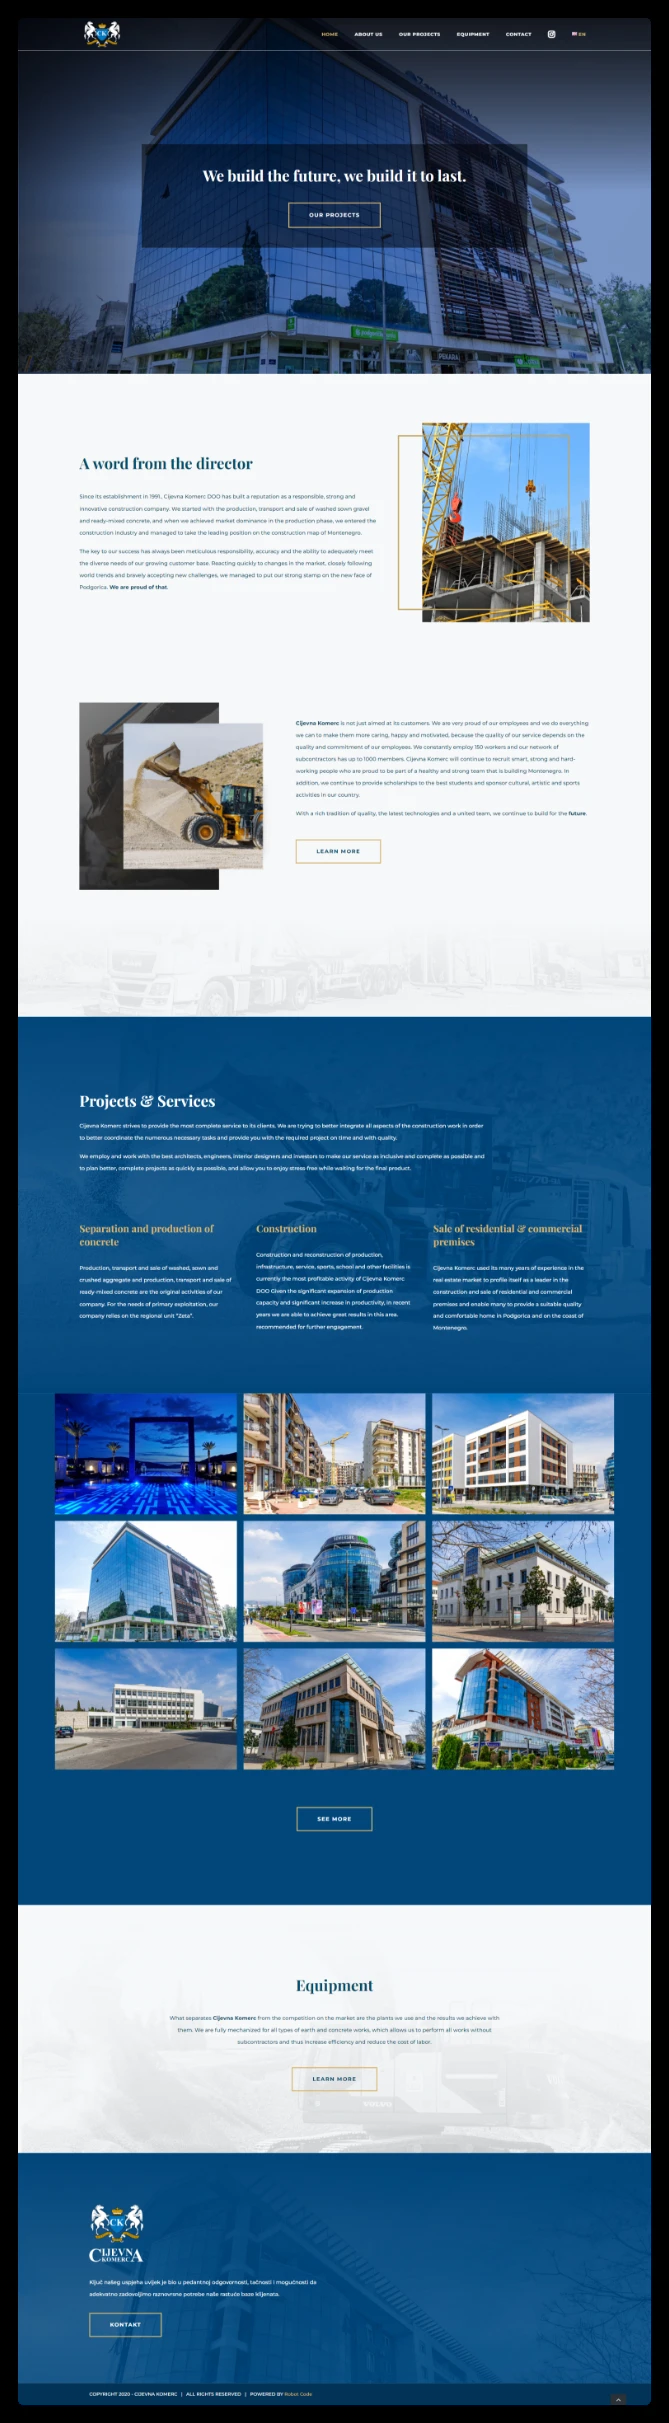 CK
HOME ABOUT US OUR PROJECTS EQUIPMENT CONTACT EN
We build the future, we build it to last.
OUR PROJECTS
A word from the director
Since its establishment in 1991, Cijevna Komerc DOO has built a reputation as a responsible, strong and
innovative construction company. We started with the production, transport and sale of washed sown gravel
and ready-mixed concrete, and when we achieved market dominance in the production phase, we entered the
construction industry and managed to take the leading position on the construction map of Montenegro.
The key to our success has always been meticulous responsibility, accuracy and the ability to adequately meet
the diverse needs of our growing customer base. Reacting quickly to changes in the market, closely following
world trends and bravely accepting new challenges, we managed to put our strong stamp on the new face of
Podgorica. We are proud of that.
Cijevna Komerc is not just aimed at its customers. We are very proud of our employees and we do everything
we can to make them more caring, happy and motivated, because the quality of our service depends on the
quality and commitment of our employees. We constantly employ 150 workers and our network of
subcontractors has up to 1000 members. Cijevna Komerc will continue to recruit smart, strong and hard-
working people who are proud to be part of a healthy and strong team that is building Montenegro. In
addition, we continue to provide scholarships to the best students and sponsor cultural, artistic and sports
activities in our country.
With a rich tradition of quality, the latest technologies and a united team, we continue to build for the future.
LEARN MORE
Projects & Services
Cijevna Komerc strives to provide the most complete service to its clients. We are trying to better integrate all aspects of the construction work in order
to better coordinate the numerous necessary tasks and provide you with the required project on time and with quality.
We employ and work with the best architects, engineers, interior designers and investors to make our service as inclusive and complete as possible and
to plan better, complete projects as quickly as possible, and allow you to enjoy stress-free while waiting for the final product.
Separation and production of
concrete
Production, transport and sale of washed, sown and
crushed aggregate and production, transport and sale of
ready-mixed concrete are the original activities of our
company. For the needs of primary exploitation, our
company relies on the regional unit "Zeta".
Construction
Construction and reconstruction of production,
infrastructure, service, sports, school and other facilities is
currently the most profitable activity of Cijevna Komerc
DOO Given the significant expansion of production
capacity and significant increase in productivity, in recent
years we are able to achieve great results in this area.
recommended for further engagement.
Sale of residential & commercial
premises
Cijevna Komerc used its many years of experience in the
real estate market to profile itself as a leader in the
construction and sale of residential and commercial
premises and enable many to provide a suitable quality
and comfortable home in Podgorica and on the coast of
Montenegro.
SEE MORE
Equipment
What separates Cijevna Komerc from the competition on the market are the plants we use and the results we achieve with
them. We are fully mechanized for all types of earth and concrete works, which allows us to perform all works without
subcontractors and thus increase efficiency and reduce the cost of labor.
LEARN MORE
CK
CIJEVNA
KOMERC
Ključ našeg uspjeha uvijek je bio u pedantnoj odgovornosti, tačnosti i mogućnosti da
adekvatno zadovoljimo raznovrsne potrebe naše rastuće baze klijenata.
KONTAKT
COPYRIGHT 2020 - CIJEVNA KOMERC | ALL RIGHTS RESERVED | POWERED BY Robot Code